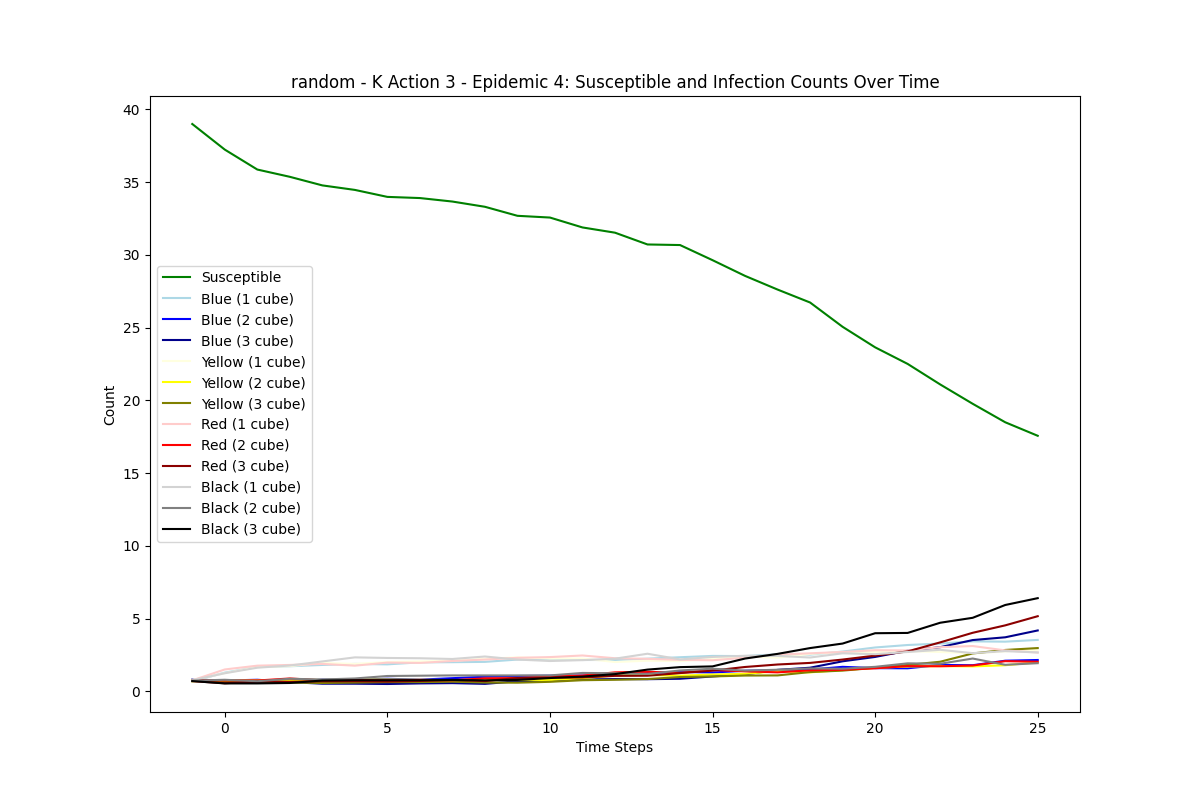 random - K Action 3 - Epidemic 4: Susceptible and Infection Counts Over Time
40
35
30
25
20
15
10
5
0
Count
Susceptible
Blue (1 cube)
Blue (2 cube)
Blue (3 cube)
Yellow (1 cube)
Yellow (2 cube)
Yellow (3 cube)
Red (1 cube)
Red (2 cube)
Red (3 cube)
Black (1 cube)
Black (2 cube)
Black (3 cube)
0 5 10 15 20 25
Time Steps